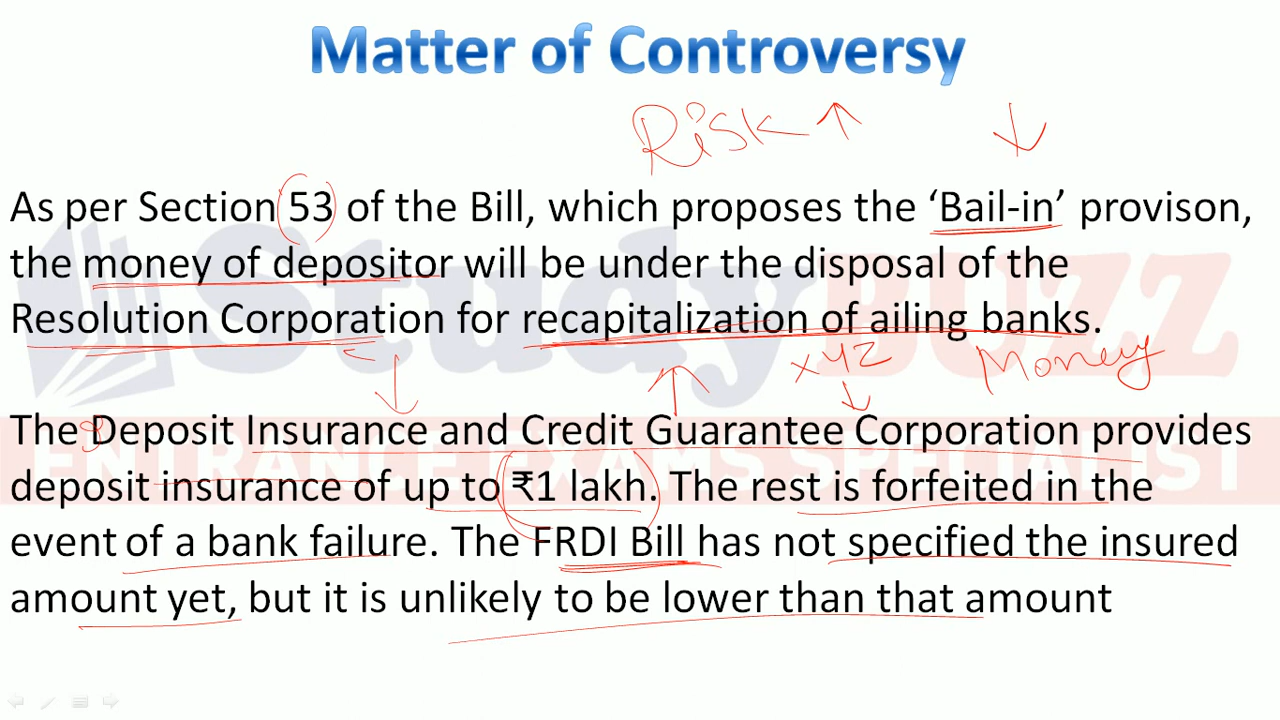 Matter of Controversy
Risk
As per Section 53 of the Bill, which proposes the ‘Bail-in’ provison,
the money of depositor will be under the disposal of the
Resolution Corporation for recapitalization of ailing banks.
XYZ Money
The Deposit Insurance and Credit Guarantee Corporation provides
deposit insurance of up to ₹1 lakh. The rest is forfeited in the
event of a bank failure. The FRDI Bill has not specified the insured
amount yet, but it is unlikely to be lower than that amount
StudyBUZZ
ENTRANCE EXAMS SPECIALIST